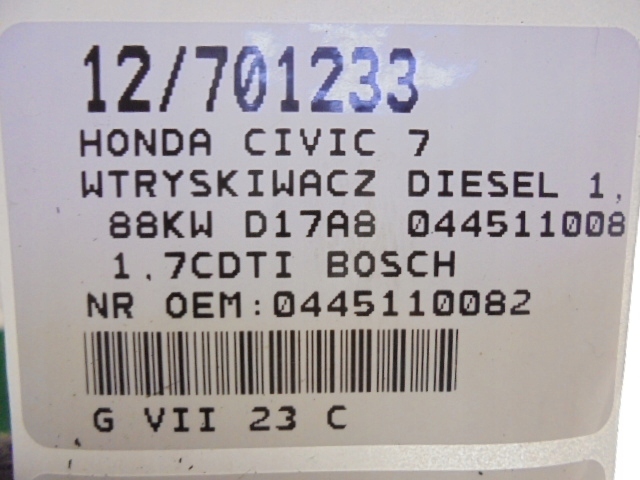 12/701233
HONDA CIVIC 7
WTRYSKIWACZ DIESEL 1,
88KW D17A8 044511008
1.7CDTI BOSCH
NR OEM:0445110082
G VII 23 C